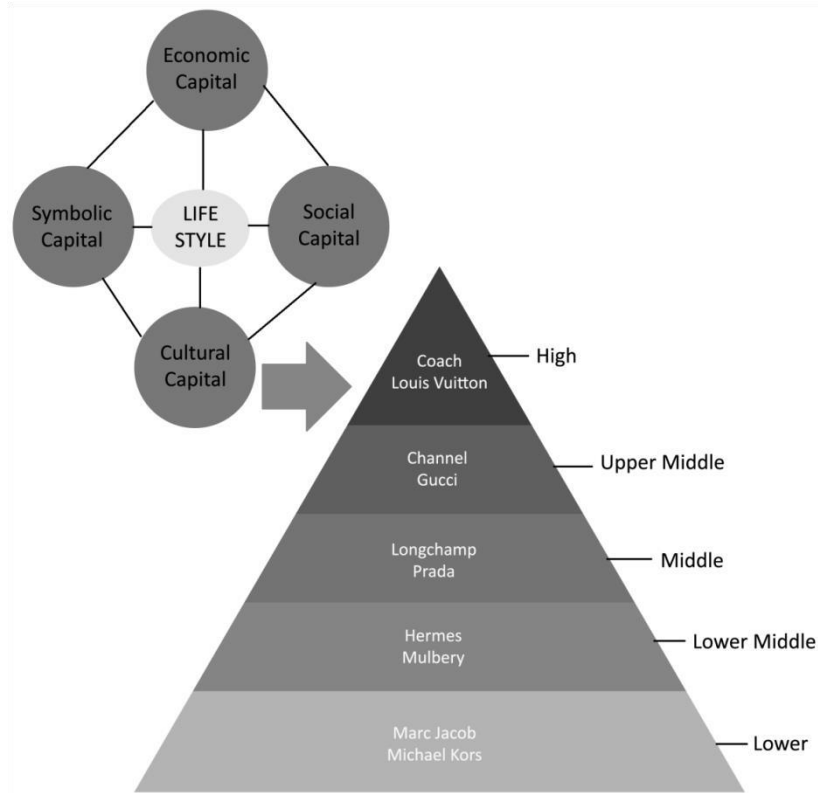 Economic
Capital
Symbolic
Capital
LIFE
STYLE
Social
Capital
Cultural
Capital
Coach
Louis Vuitton
High
Channel
Gucci
Upper Middle
Longchamp
Prada
Middle
Hermes
Mulbery
Lower Middle
Marc Jacob
Michael Kors
Lower